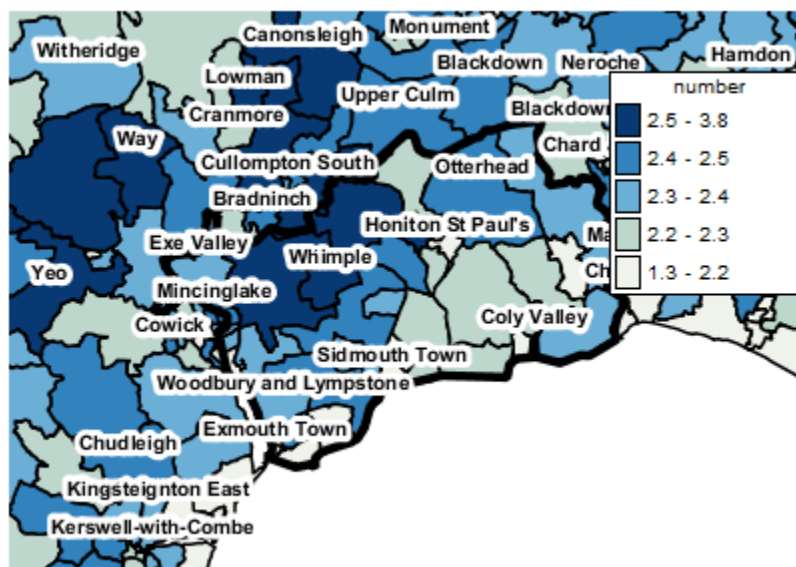 Monument
Canonsleigh
Witheridge
Blackdown
Neroche
Hamdon
Lowman
Upper Culm
Cranmore
Blackdown
Way
Chard
Cullompton South
Otterhead
Bradninch
Honiton St Paul's
Exe Valley
Whimple
Yeo
Mincinglake
Cowick
Coly Valley
Sidmouth Town
Woodbury and Lympstone
Exmouth Town
Chudleigh
Kingsteignton East
Kerswell-with-Combe
number
2.5 - 3.8
2.4 - 2.5
2.3 - 2.4
2.2 - 2.3
1.3 - 2.2